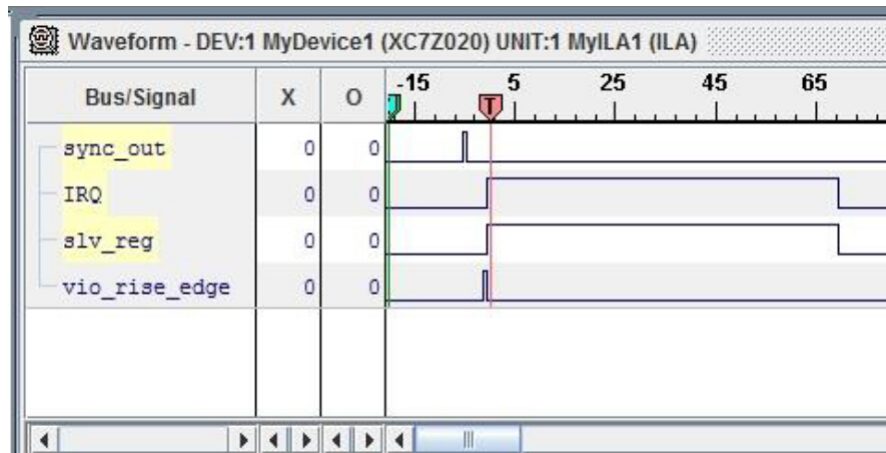 Waveform - DEV:1 MyDevice1 (XC7Z020) UNIT:1 MyILA1 (ILA)
Bus/Signal X O -15 5 25 45 65
T
sync_out 0 0
IRQ 0 0
slv_reg 0 0
vio_rise_edge 0 0